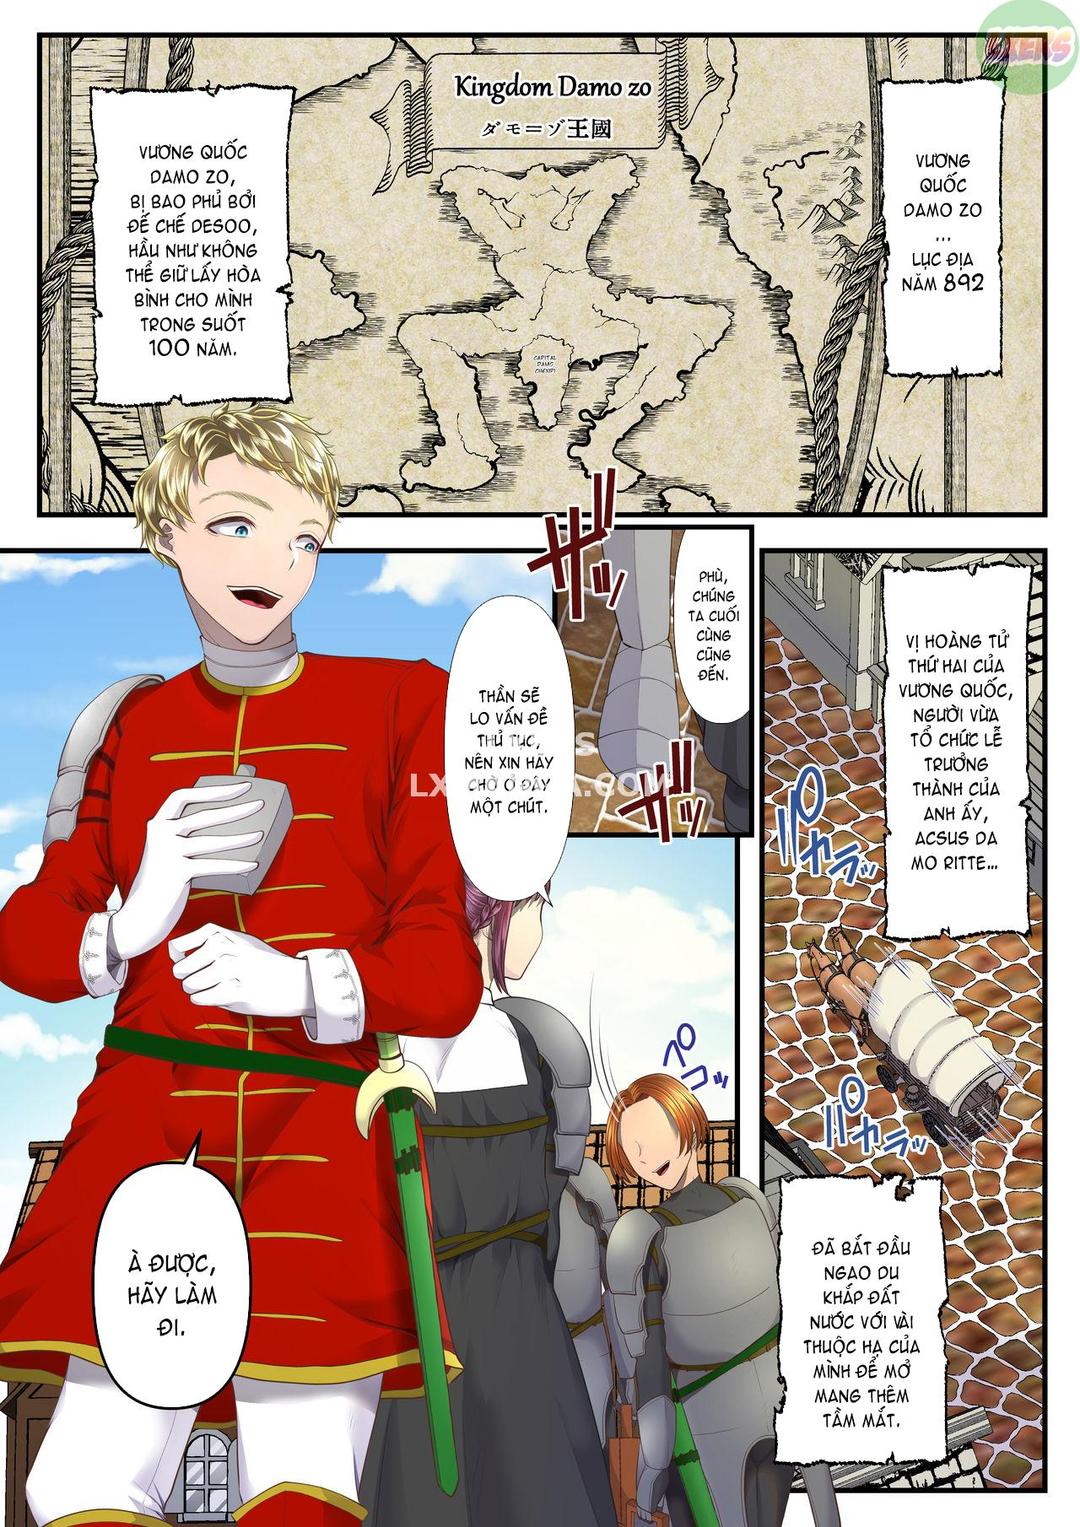 Kingdom Damo zo
ダモ＝ゾ王國
VƯƠNG
QUỐC
DAMO ZO
...
LỤC ĐỊA
NĂM 892
VƯƠNG QUỐC
DAMO ZO,
BỊ BAO PHỦ BỞI
ĐẾ CHẾ DESOO,
HẦU NHƯ KHÔNG
THỂ GIỮ LẤY HÒA
BÌNH CHO MÌNH
TRONG SUỐT
100 NĂM.
CAPITAL
DAMO
VỊ HOÀNG TỬ
THỨ HAI CỦA
VƯƠNG QUỐC,
NGƯỜI VỪA
TỔ CHỨC LỄ
TRƯỞNG
THÀNH CỦA
ANH ẤY,
ACSUS DA
MO RITTE...
パカラッ
パカラッ
ĐÃ BẮT ĐẦU
NGAO DU
KHẮP ĐẤT
NƯỚC VỚI VÀI
THUỘC HẠ CỦA
MÌNH ĐỂ MỞ
MANG THÊM
TẦM MẮT.
ザッ
ザッ
PHÙ,
CHÚNG
TA CUỐI
CÙNG
CŨNG
ĐẾN.
THẦN SẼ
LO VẤN ĐỀ
THỦ TỤC,
NÊN XIN HÃY
CHỜ Ở ĐÂY
MỘT CHÚT.
ペコッ
À ĐƯỢC,
HÃY LÀM
ĐI.
LXERS